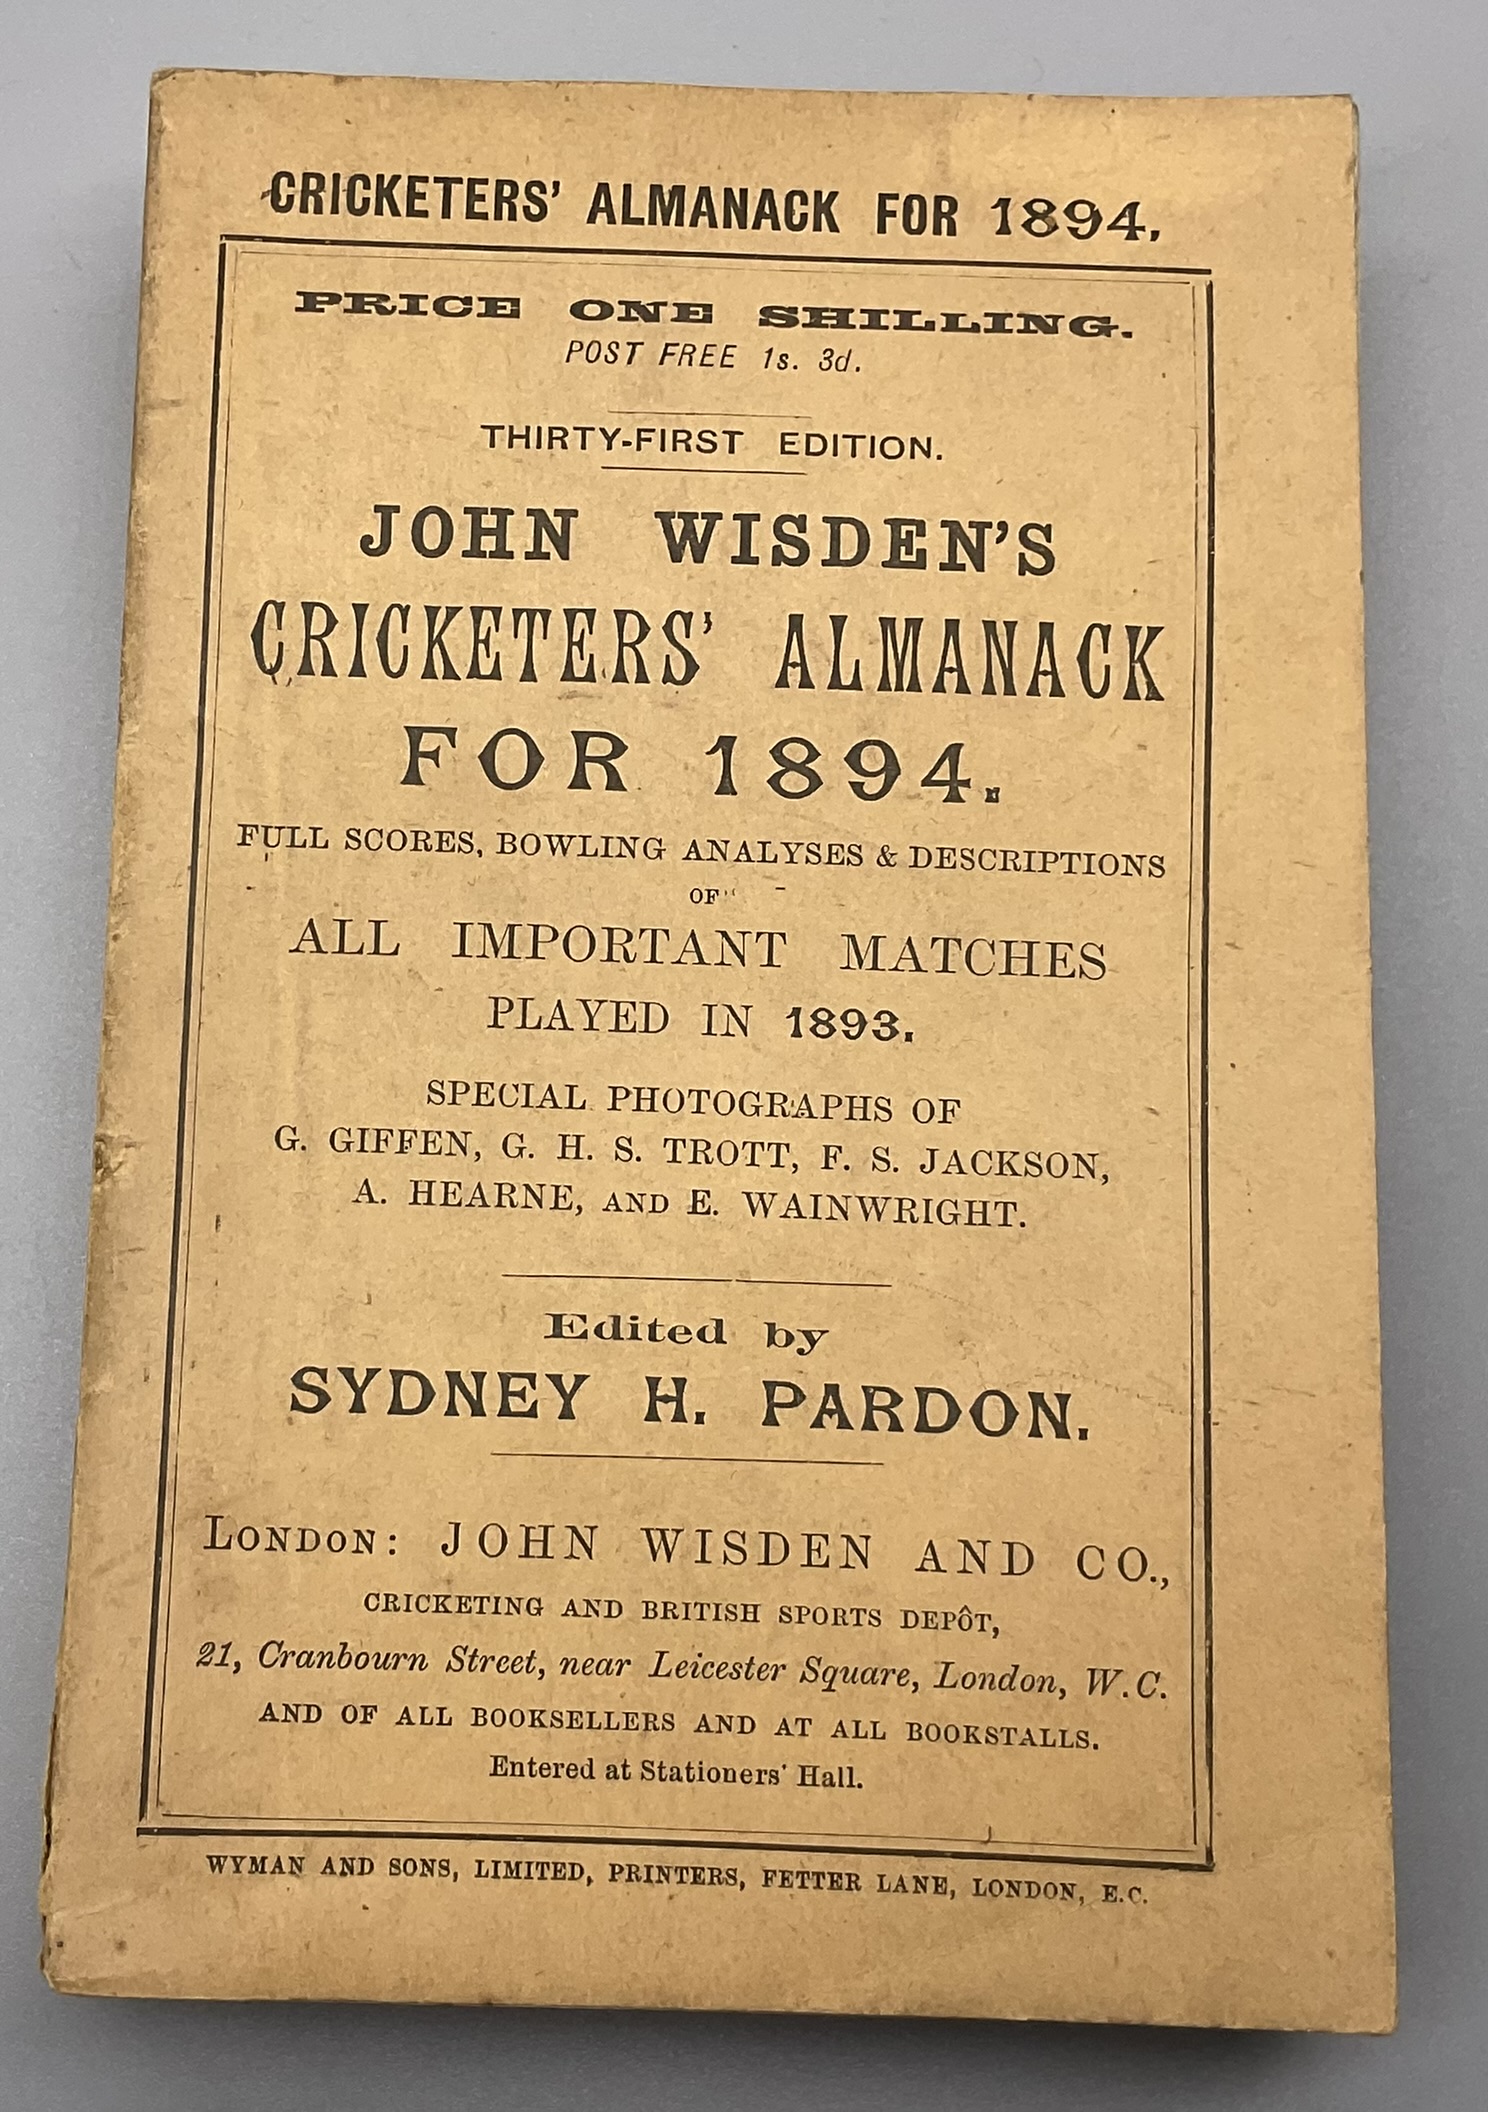 CRICKETERS' ALMANACK FOR 1894.
PRICE ONE SHILLING.
POST FREE 1s. 3d.
THIRTY-FIRST EDITION.
JOHN WISDEN'S
CRICKETERS' ALMANACK
FOR 1894.
FULL SCORES, BOWLING ANALYSES & DESCRIPTIONS
OF
ALL IMPORTANT MATCHES
PLAYED IN 1893.
SPECIAL PHOTOGRAPHS OF
G. GIFFEN, G. H. S. TROTT, F. S. JACKSON,
A. HEARNE, AND E. WAINWRIGHT.
Edited by
SYDNEY H. PARDON.
LONDON: JOHN WISDEN AND CO.,
CRICKETING AND BRITISH SPORTS DEPÔT,
21, Cranbourn Street, near Leicester Square, London, W.C.
AND OF ALL BOOKSELLERS AND AT ALL BOOKSTALLS.
Entered at Stationers' Hall.
WYMAN AND SONS, LIMITED, PRINTERS, FETTER LANE, LONDON, E.C.